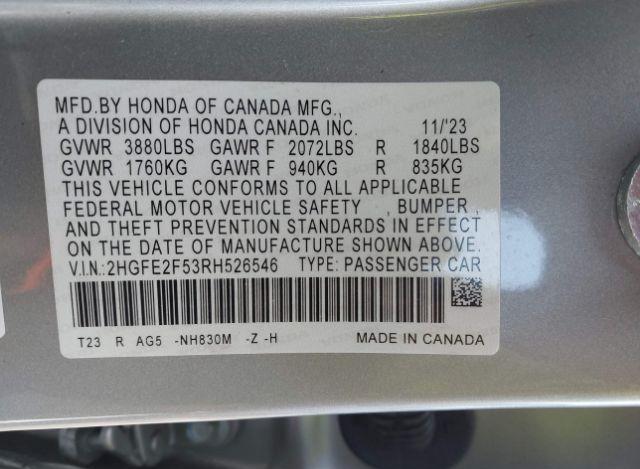 MFD.BY HONDA OF CANADA MFG.,
A DIVISION OF HONDA CANADA INC. 11/'23
GVWR 3880LBS GAWR F 2072LBS R 1840LBS
GVWR 1760KG GAWR F 940KG R 835KG
THIS VEHICLE CONFORMS TO ALL APPLICABLE
FEDERAL MOTOR VEHICLE SAFETY , BUMPER ,
AND THEFT PREVENTION STANDARDS IN EFFECT
ON THE DATE OF MANUFACTURE SHOWN ABOVE.
V.I.N.:2HGFE2F53RH526546 TYPE: PASSENGER CAR
T23 R AG5 -NH830M -Z -H MADE IN CANADA